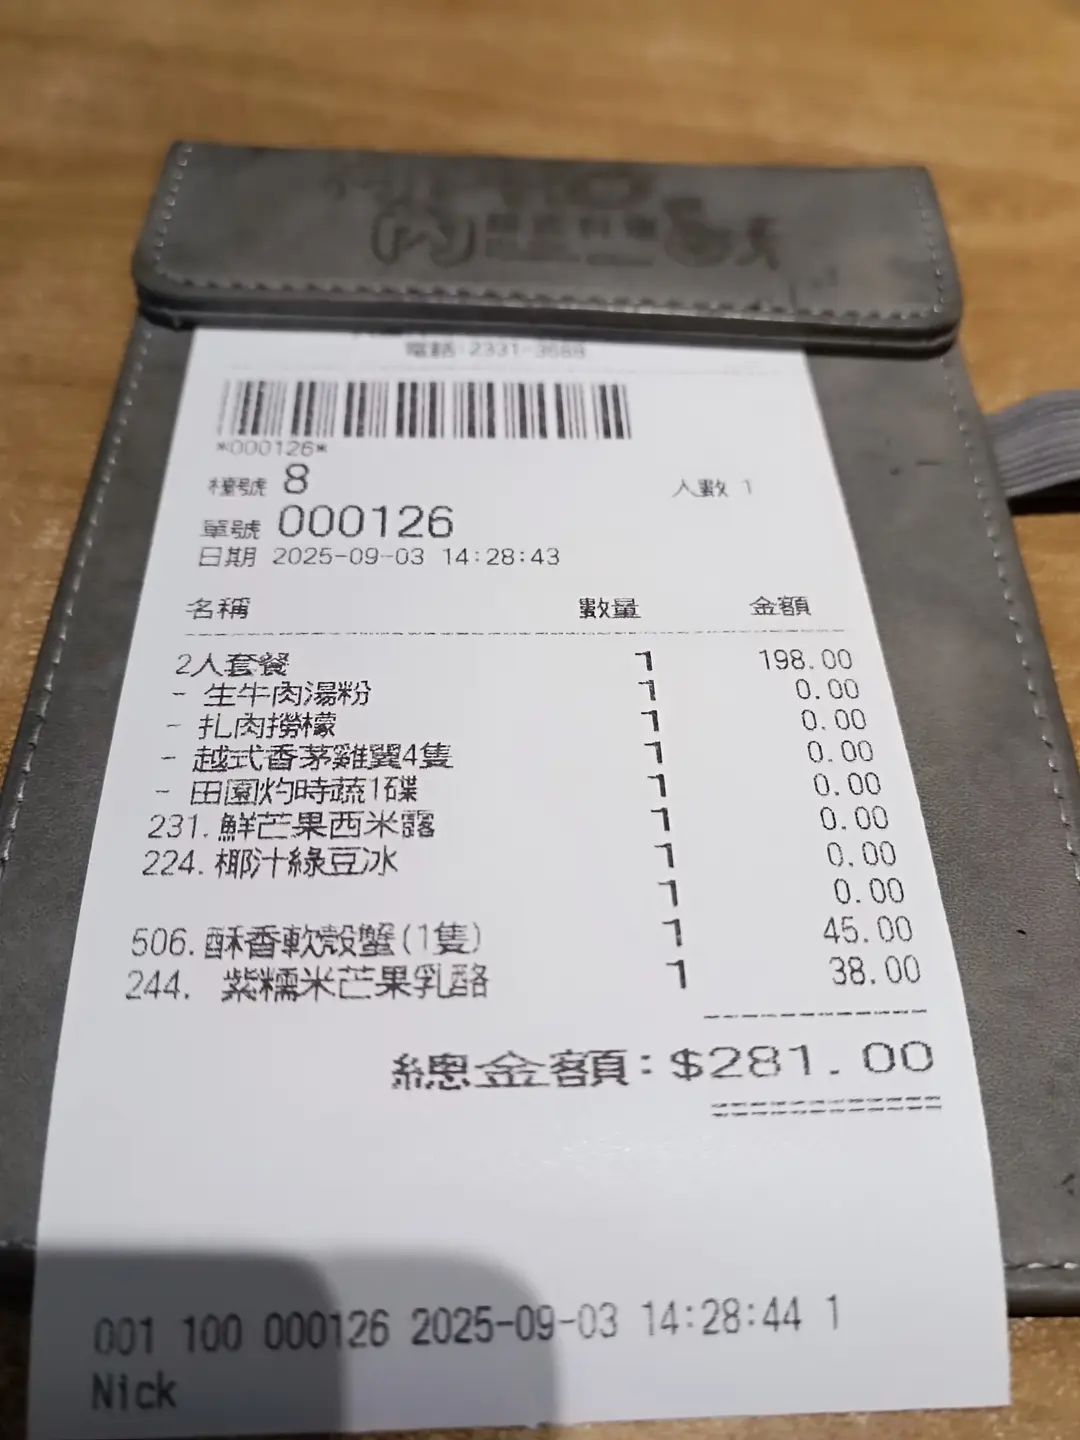 電話:2331-3688
*000126*
檯號 8 人數 1
單號 000126
日期 2025-09-03 14:28:43
名稱 數量 金額
2人套餐 1 198.00
- 生牛肉湯粉 1 0.00
- 扎肉撈檬 1 0.00
- 越式香茅雞翼4隻 1 0.00
- 田園灼時蔬1碟 1 0.00
231.鮮芒果西米露 1 0.00
224.椰汁綠豆冰 1 0.00
1 0.00
506.酥香軟殼蟹(1隻) 1 45.00
244. 紫糯米芒果乳酪 1 38.00
總金額:$281.00
001 100 000126 2025-09-03 14:28:44 1
Nick